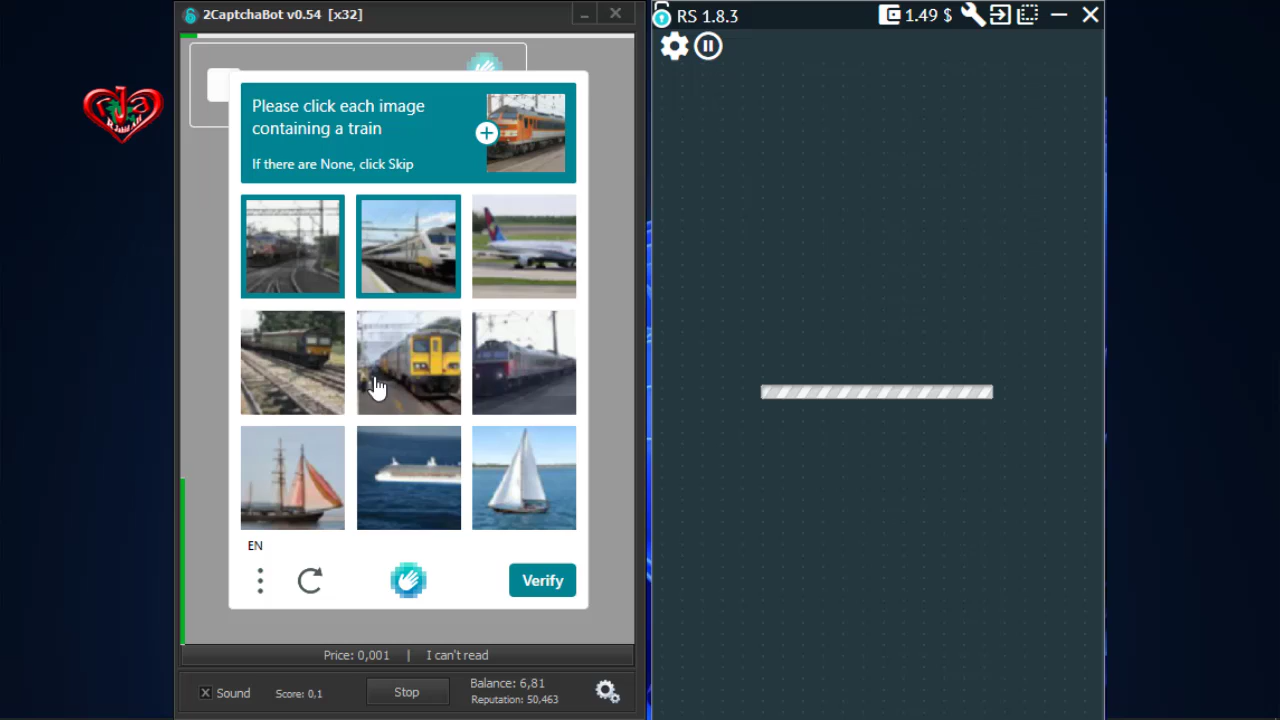 2CaptchaBot v0.54 [x32]
RS 1.8.3
1.49 $
Please click each image
containing a train
If there are None, click Skip
EN
Verify
Price: 0,001 | I can't read
Sound
Score: 0,1
Stop
Balance: 6,81
Reputation: 50,463